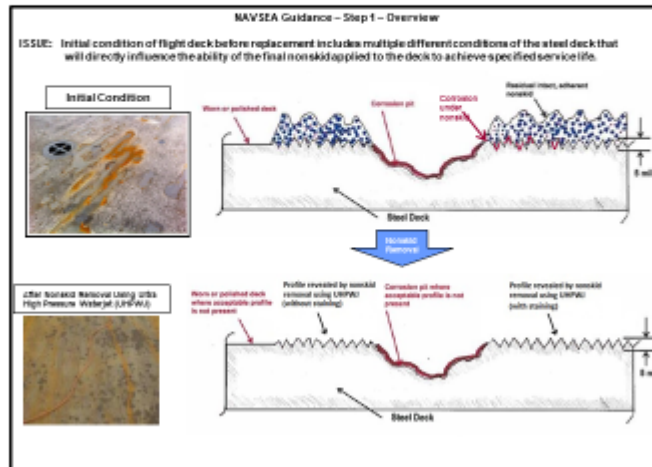 NAVSEA Guidance – Step 1 – Overview
ISSUE: Initial condition of flight deck before replacement includes multiple different conditions of the steel deck that
will directly influence the ability of the final nonskid applied to the deck to achieve specified service life.
Initial Condition
Worn or polished deck
Corrosion pit
Corrosion
under
nonskid
Residual intact, adherent
nonskid
Steel Deck
Nonskid
Removal
After Nonskid Removal Using Ultra
High Pressure Waterjet (UHPWJ)
Worn or polished deck
where acceptable profile
is not present
Profile revealed by nonskid
removal using UHPWJ
(without staining)
Corrosion pit where
acceptable profile is not
present
Profile revealed by nonskid
removal using UHPWJ
(with staining)
Steel Deck